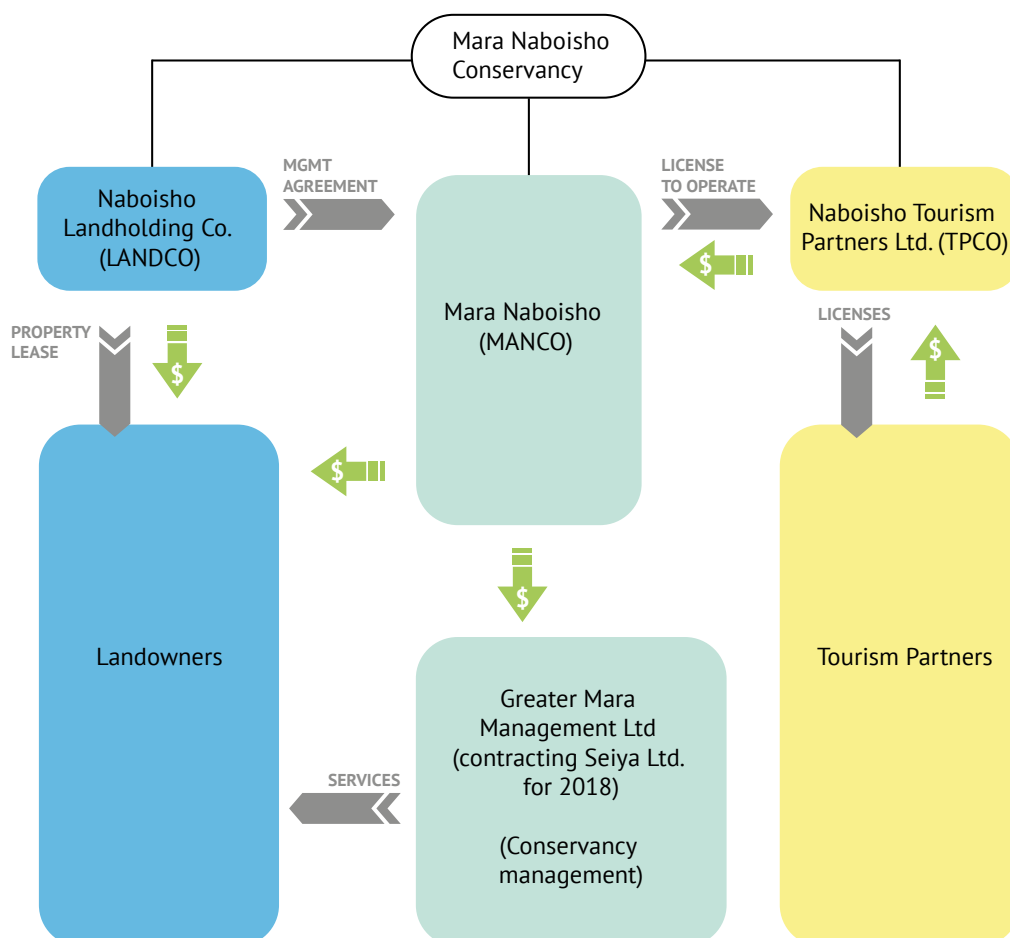 Mara Naboisho
Conservancy
MGMT
AGREEMENT
LICENSE
TO OPERATE
Naboisho
Landholding Co.
(LANDCO)
Naboisho Tourism
Partners Ltd. (TPCO)
$
Mara Naboisho
(MANCO)
PROPERTY
LEASE
$
LICENSES
$
$
$
Landowners
Tourism Partners
Greater Mara
Management Ltd
(contracting Seiya Ltd.
for 2018)
(Conservancy
management)
SERVICES